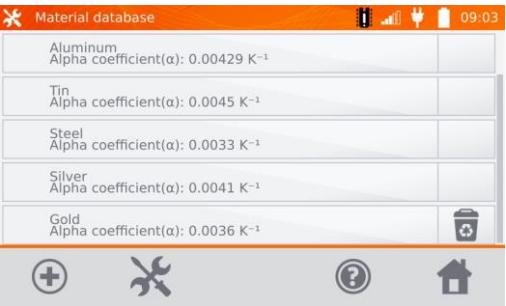 Material database
09:03
Aluminum
Alpha coefficient(α): 0.00429 K⁻¹
Tin
Alpha coefficient(α): 0.0045 K⁻¹
Steel
Alpha coefficient(α): 0.0033 K⁻¹
Silver
Alpha coefficient(α): 0.0041 K⁻¹
Gold
Alpha coefficient(α): 0.0036 K⁻¹